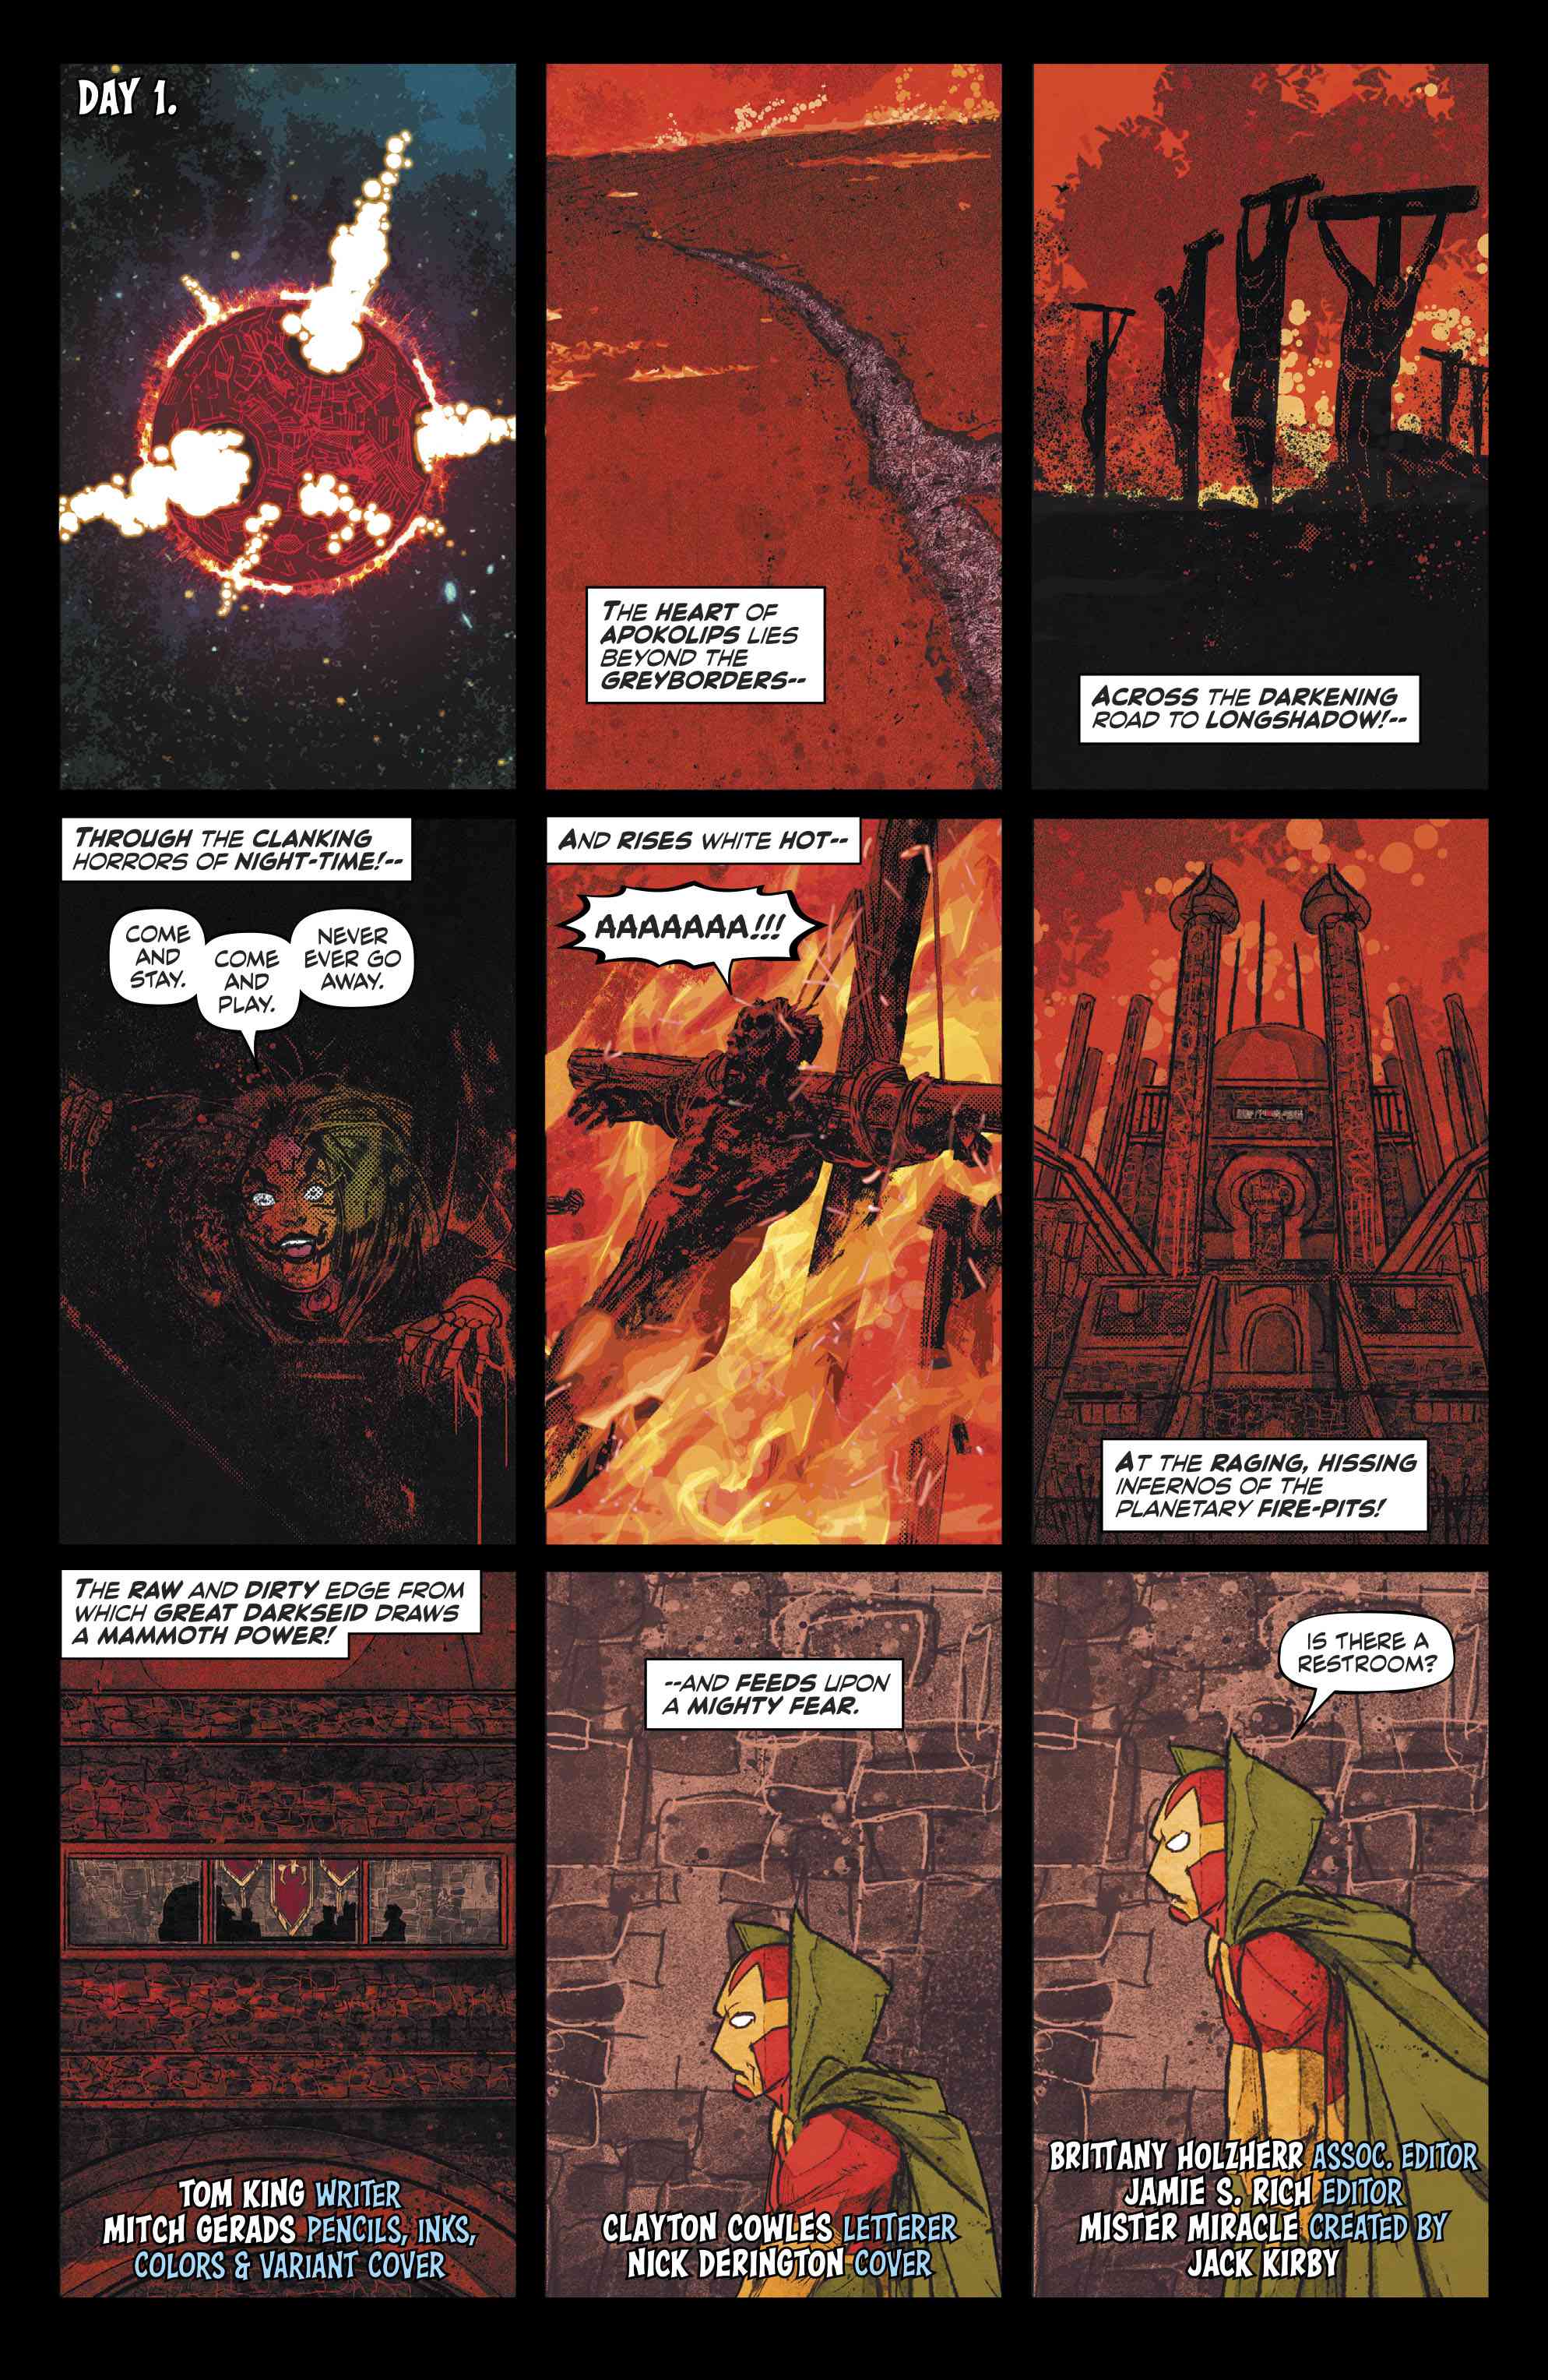 DAY 1.
THE HEART OF
APOKOLIPS LIES
BEYOND THE
GREYBORDERS--
ACROSS THE DARKENING
ROAD TO LONGSHADOW!--
THROUGH THE CLANKING
HORRORS OF NIGHT-TIME!--
COME
AND
STAY.
COME
AND
PLAY.
NEVER
EVER GO
AWAY.
AND RISES WHITE HOT--
AAAAAAA!!!
AT THE RAGING, HISSING
INFERNOS OF THE
PLANETARY FIRE-PITS!
THE RAW AND DIRTY EDGE FROM
WHICH GREAT DARKSEID DRAWS
A MAMMOTH POWER!
TOM KING WRITER
MITCH GERADS PENCILS, INKS,
COLORS & VARIANT COVER
--AND FEEDS UPON
A MIGHTY FEAR.
CLAYTON COWLES LETTERER
NICK DERINGTON COVER
IS THERE A
RESTROOM?
BRITTANY HOLZHERR ASSOC. EDITOR
JAMIE S. RICH EDITOR
MISTER MIRACLE CREATED BY
JACK KIRBY